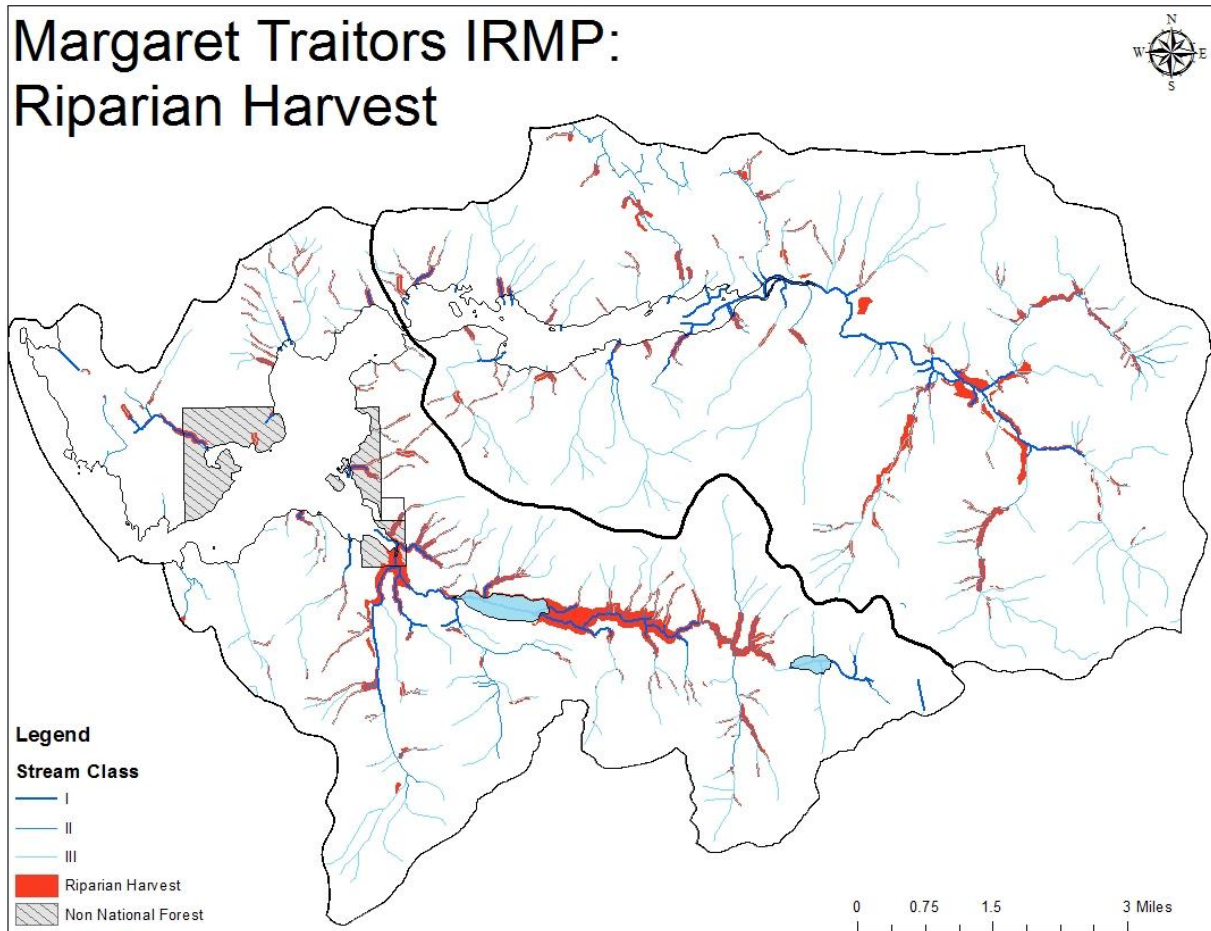 Margaret Traitors IRMP:
Riparian Harvest
N
W E
S
Legend
Stream Class
I
II
III
Riparian Harvest
Non National Forest
0 0.75 1.5 3 Miles